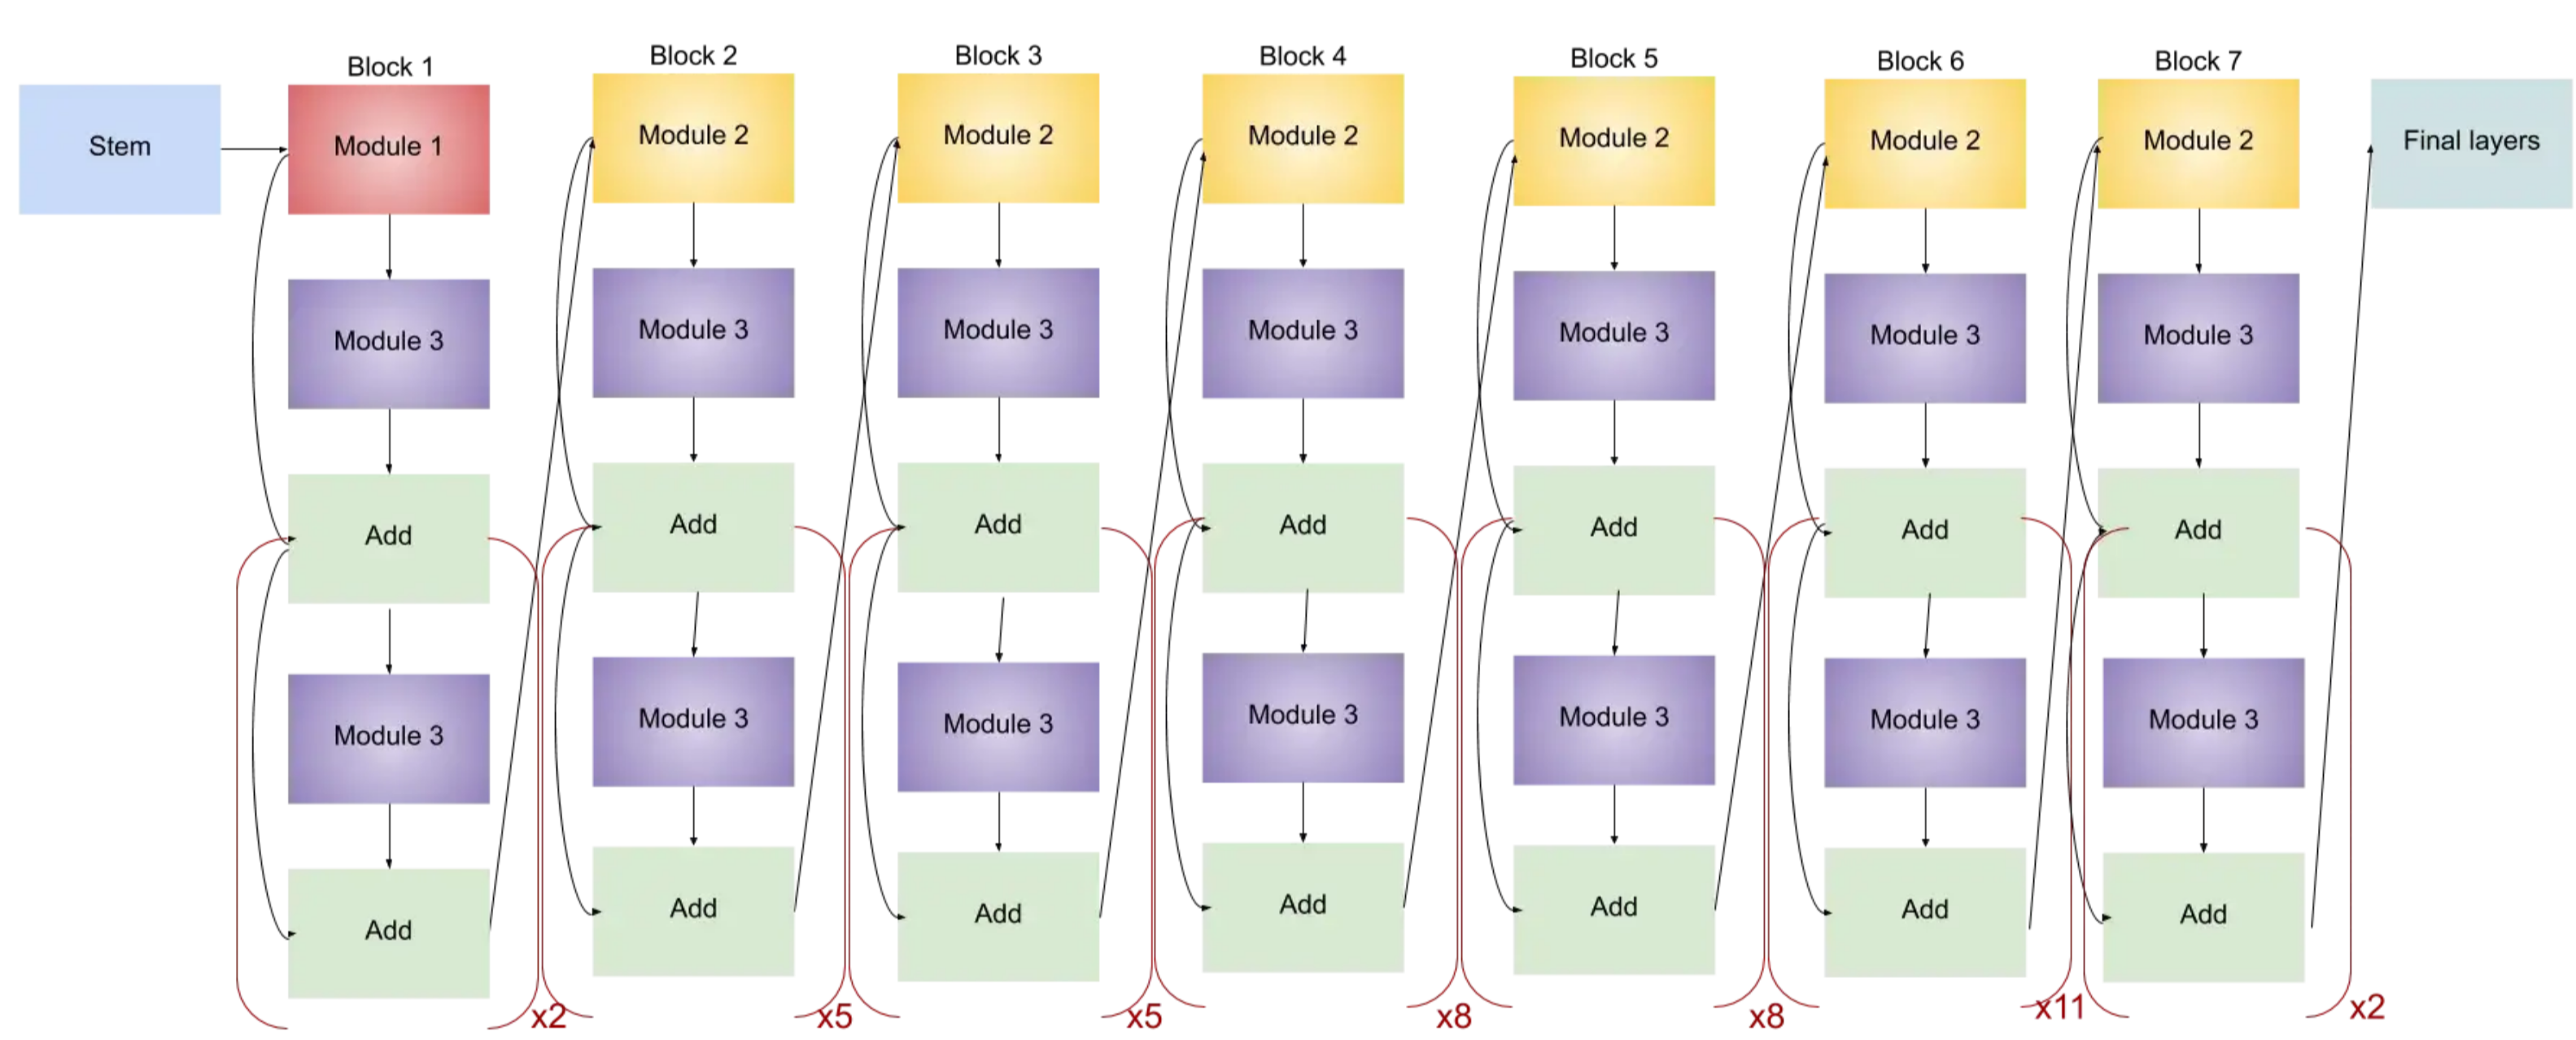 Stem
Block 1
Module 1
Module 3
Add
Module 3
Add
x2
Block 2
Module 2
Module 3
Add
Module 3
Add
x5
Block 3
Module 2
Module 3
Add
Module 3
Add
x5
Block 4
Module 2
Module 3
Add
Module 3
Add
x8
Block 5
Module 2
Module 3
Add
Module 3
Add
x8
Block 6
Module 2
Module 3
Add
Module 3
Add
x11
Block 7
Module 2
Module 3
Add
Module 3
Add
x2
Final layers